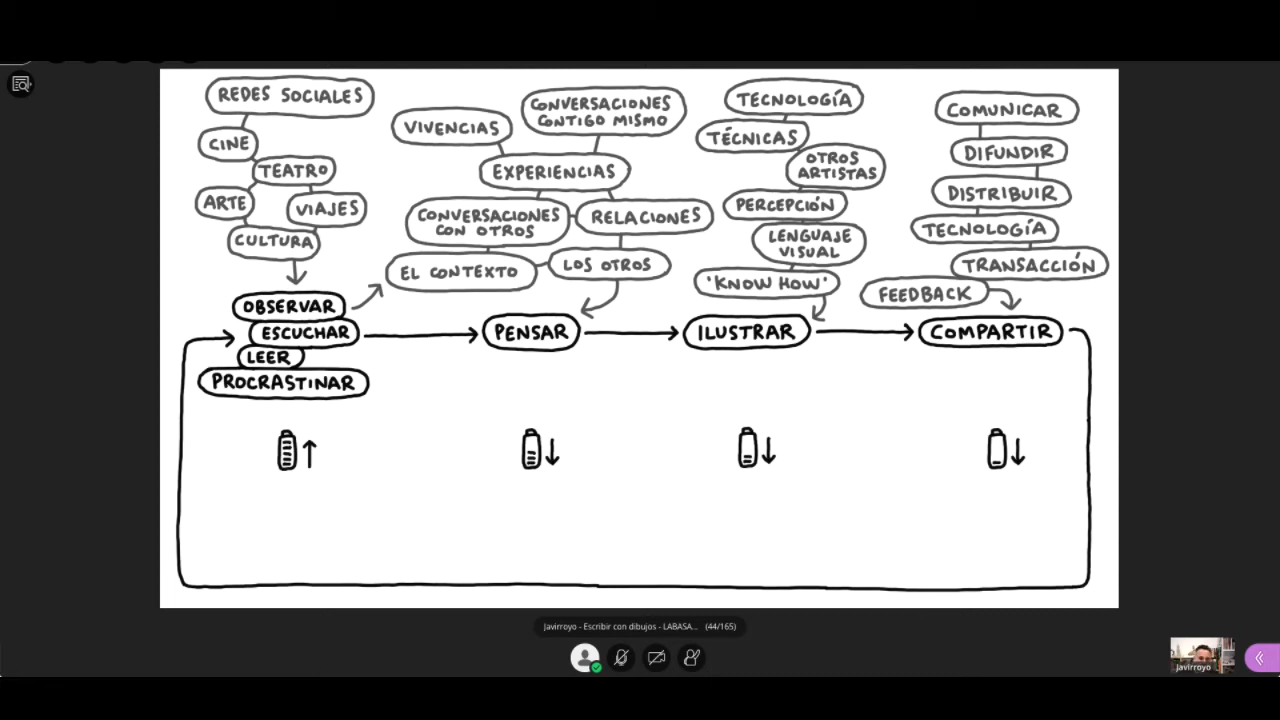 REDES SOCIALES
CINE
TEATRO
ARTE
VIAJES
CULTURA
OBSERVAR
ESCUCHAR
LEER
PROCRASTINAR
VIVENCIAS
CONVERSACIONES
CONTIGO MISMO
EXPERIENCIAS
CONVERSACIONES
CON OTROS
RELACIONES
EL CONTEXTO
LOS OTROS
PENSAR
TECNOLOGÍA
TÉCNICAS
OTROS
ARTISTAS
PERCEPCIÓN
LENGUAJE
VISUAL
'KNOW HOW'
ILUSTRAR
COMUNICAR
DIFUNDIR
DISTRIBUIR
TECNOLOGÍA
TRANSACCIÓN
FEEDBACK
COMPARTIR
Javirroyo - Escribir con dibujos - LABASA... (44/165)
Javirroyo